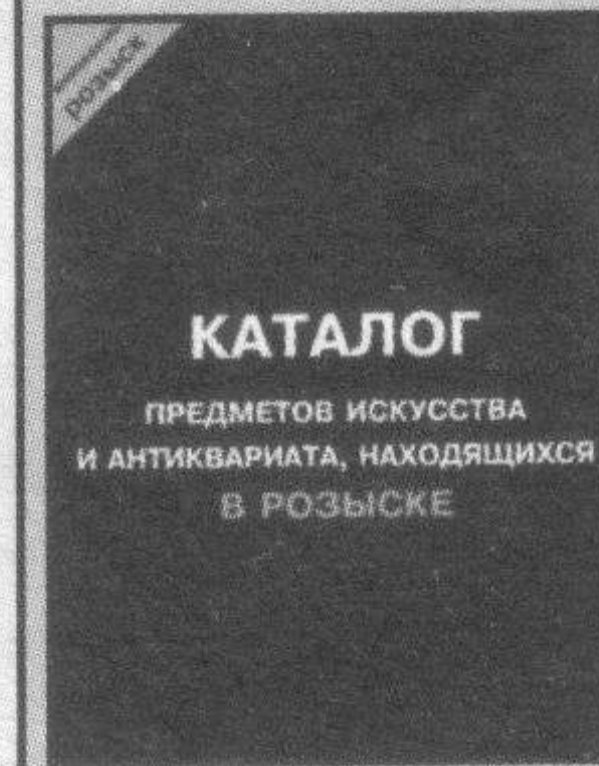 РОЗЫСК
КАТАЛОГ
ПРЕДМЕТОВ ИСКУССТВА
И АНТИКВАРИАТА, НАХОДЯЩИХСЯ
В РОЗЫСКЕ